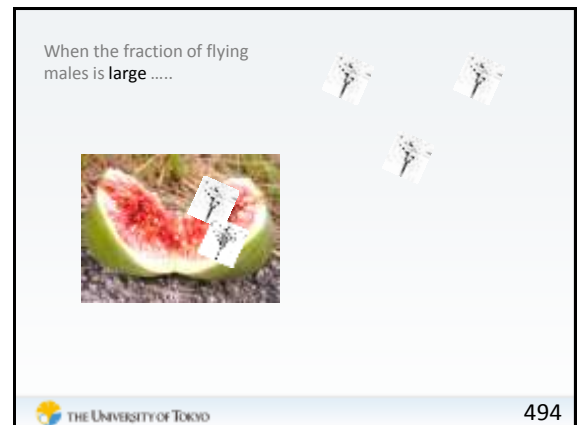 When the fraction of flying
males is large .....
THE UNIVERSITY OF TOKYO
494